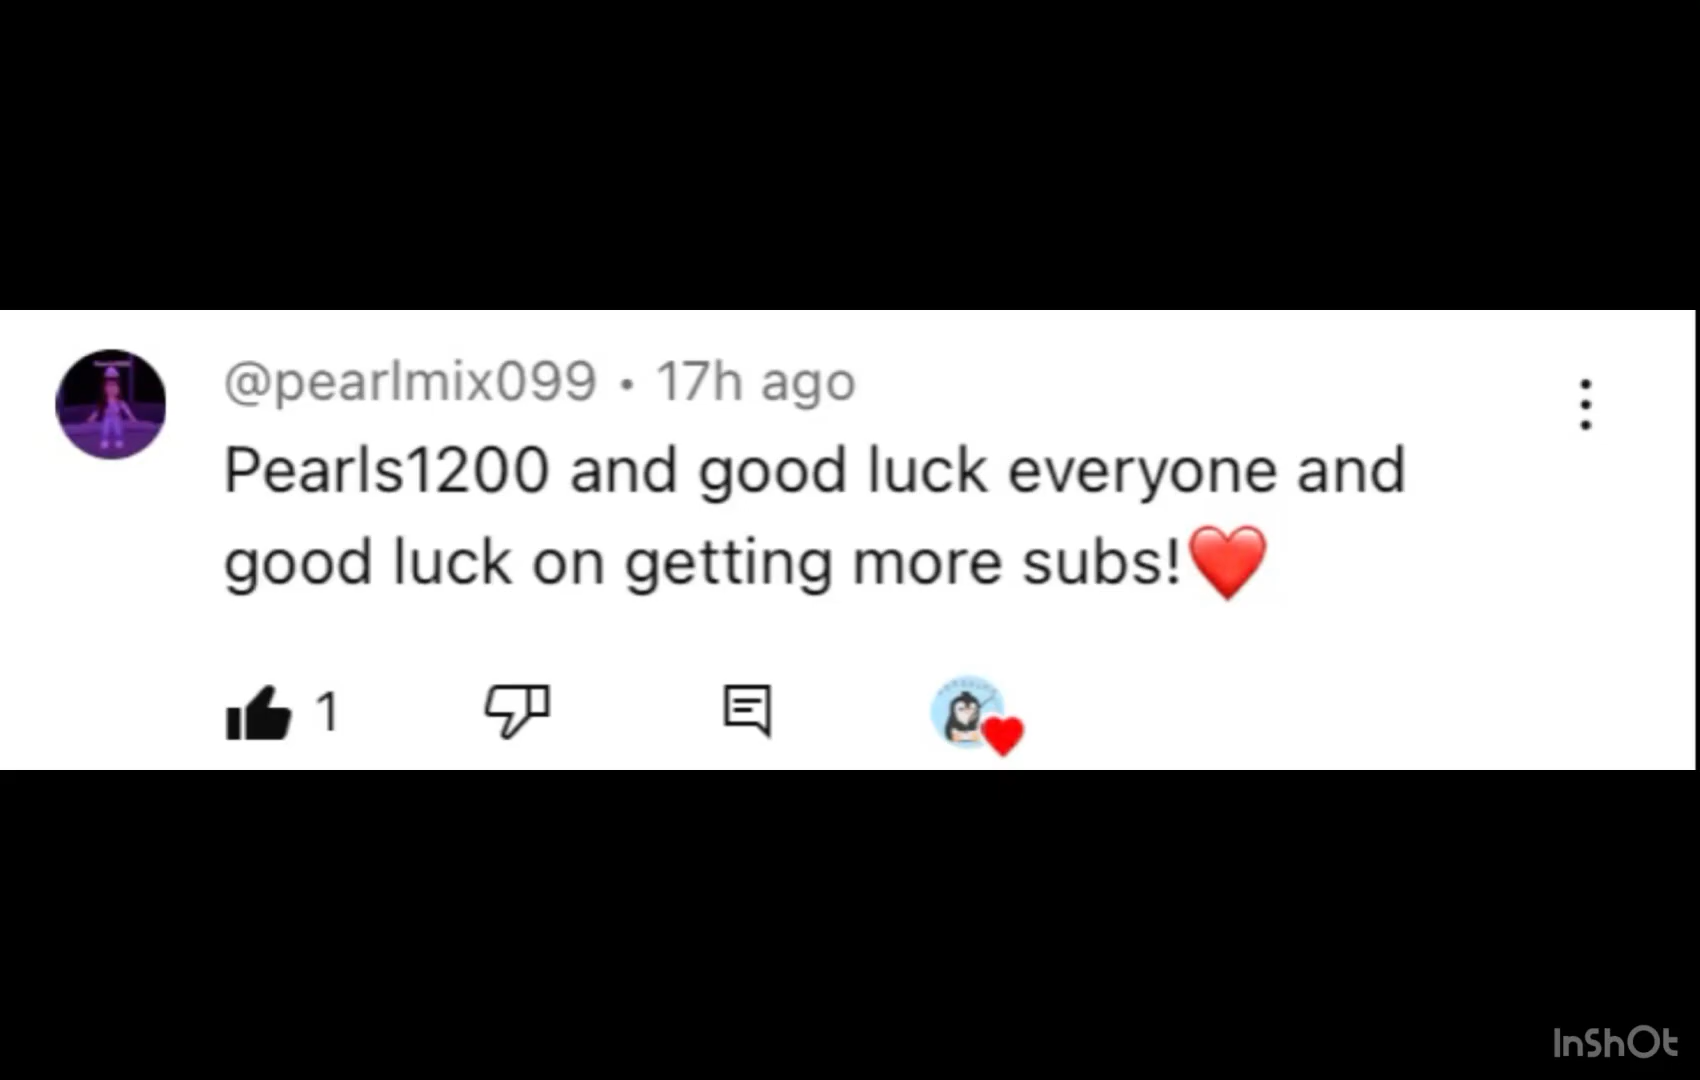 @pearlmix099 • 17h ago
Pearls1200 and good luck everyone and
good luck on getting more subs!❤️
1
InShOt